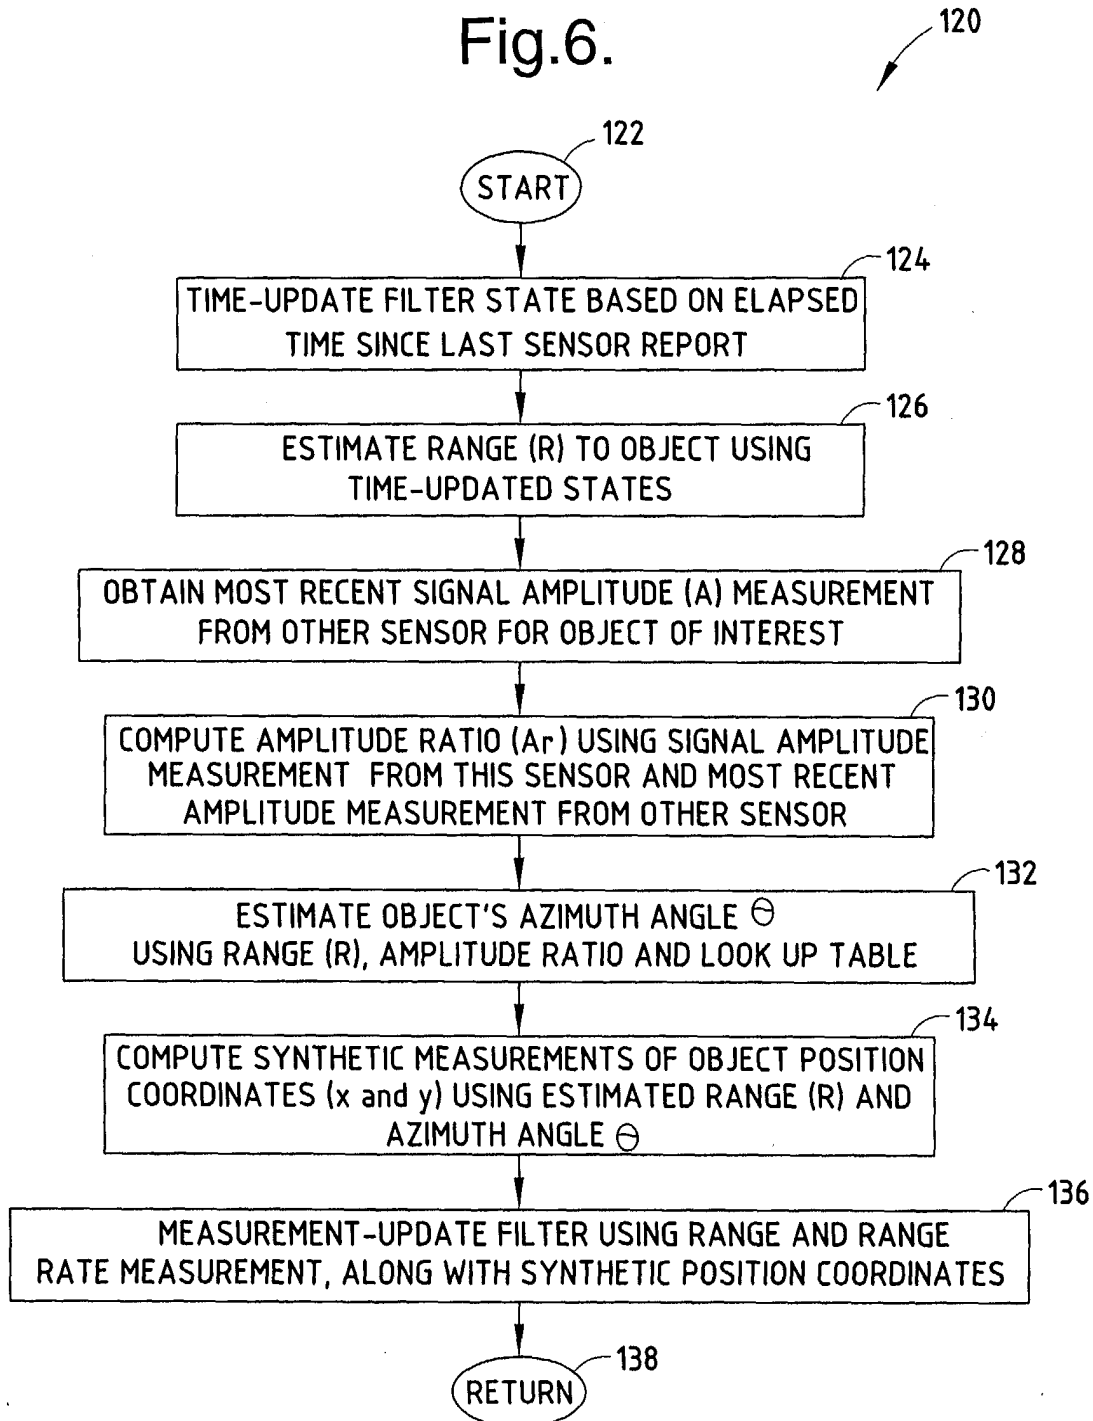 Fig.6.
120
122
START
124
TIME-UPDATE FILTER STATE BASED ON ELAPSED
TIME SINCE LAST SENSOR REPORT
126
ESTIMATE RANGE (R) TO OBJECT USING
TIME-UPDATED STATES
128
OBTAIN MOST RECENT SIGNAL AMPLITUDE (A) MEASUREMENT
FROM OTHER SENSOR FOR OBJECT OF INTEREST
130
COMPUTE AMPLITUDE RATIO (Ar) USING SIGNAL AMPLITUDE
MEASUREMENT FROM THIS SENSOR AND MOST RECENT
AMPLITUDE MEASUREMENT FROM OTHER SENSOR
132
ESTIMATE OBJECT'S AZIMUTH ANGLE Θ
USING RANGE (R), AMPLITUDE RATIO AND LOOK UP TABLE
134
COMPUTE SYNTHETIC MEASUREMENTS OF OBJECT POSITION
COORDINATES (x and y) USING ESTIMATED RANGE (R) AND
AZIMUTH ANGLE Θ
136
MEASUREMENT-UPDATE FILTER USING RANGE AND RANGE
RATE MEASUREMENT, ALONG WITH SYNTHETIC POSITION COORDINATES
138
RETURN